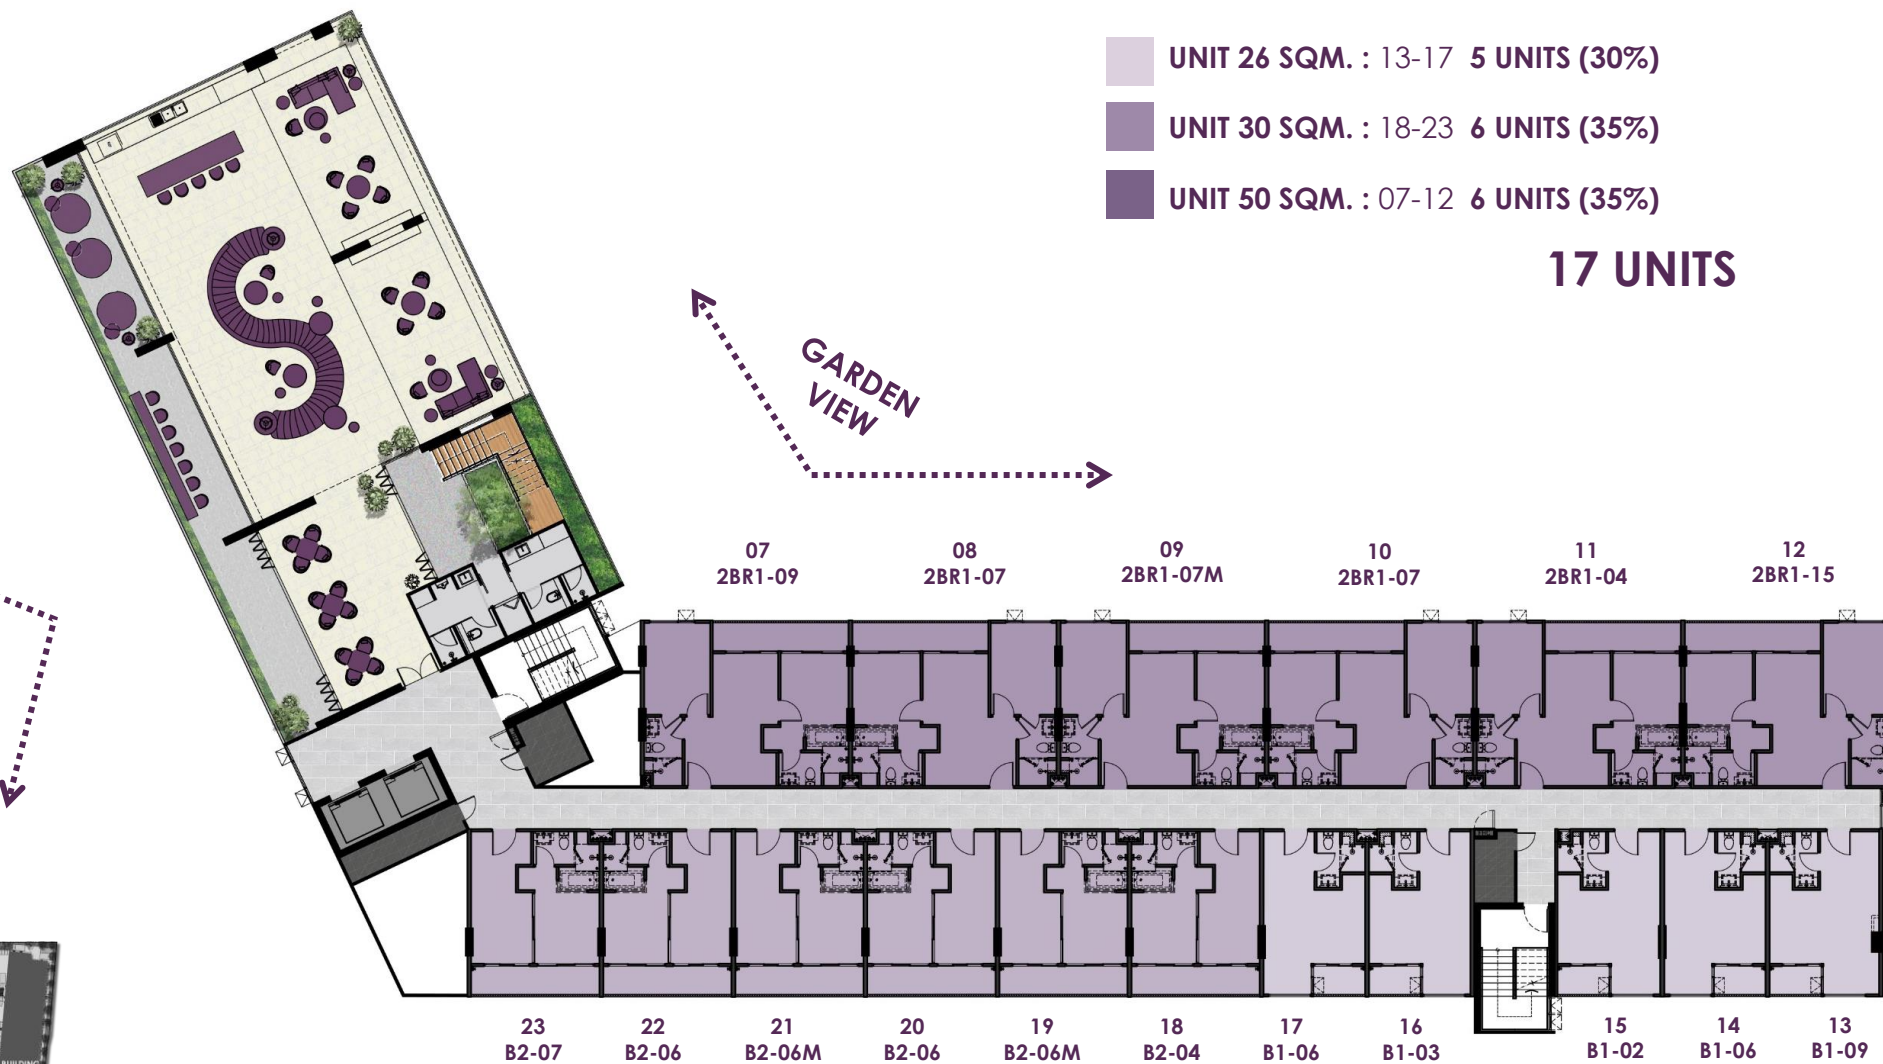 UNIT 26 SQM. : 13-17 5 UNITS (30%)
UNIT 30 SQM. : 18-23 6 UNITS (35%)
UNIT 50 SQM. : 07-12 6 UNITS (35%)
17 UNITS
GARDEN
VIEW
07
2BR1-09
08
2BR1-07
09
2BR1-07M
10
2BR1-07
11
2BR1-04
12
2BR1-15
23
B2-07
22
B2-06
21
B2-06M
20
B2-06
19
B2-06M
18
B2-04
17
B1-06
16
B1-03
15
B1-02
14
B1-06
13
B1-09
BUILDING